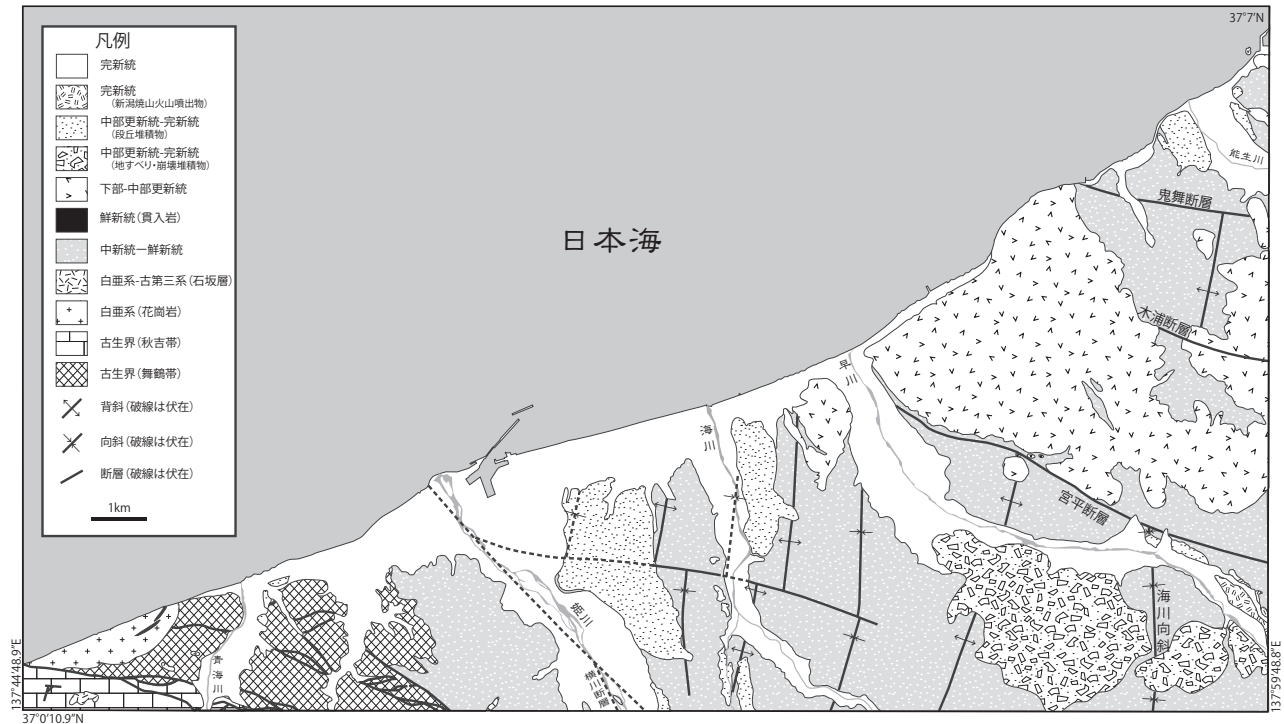 37°7'N
凡例
完新統
完新統
(新潟焼山火山噴出物)
中部更新統-完新統
(段丘堆積物)
中部更新統-完新統
(地すべり・崩壊堆積物)
下部-中部更新統
鮮新統(貫入岩)
中新統ー鮮新統
白亜系-古第三系(石坂層)
白亜系(花崗岩)
古生界(秋吉帯)
古生界(舞鶴帯)
背斜(破線は伏在)
向斜(破線は伏在)
断層(破線は伏在)
1km
日本海
能生川
鬼舞断層
木浦断層
早川
海川
宮平断層
海川向斜
姫川
横川断層
青海川
137°44'48.9"E
137°59'48.8"E
37°0'10.9"N